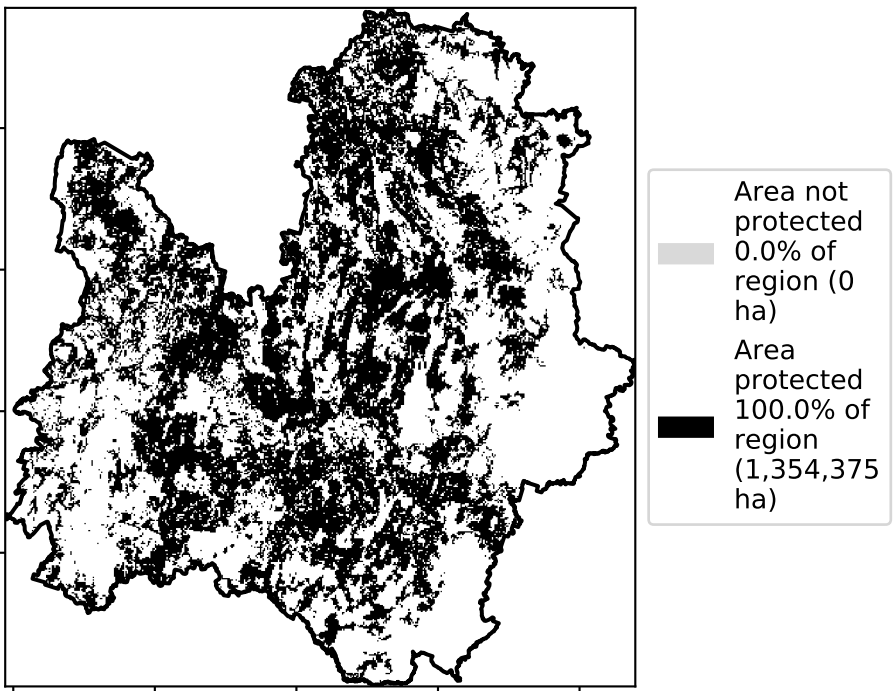 Area not
protected
0.0% of
region (0
ha)
Area
protected
100.0% of
region
(1,354,375
ha)